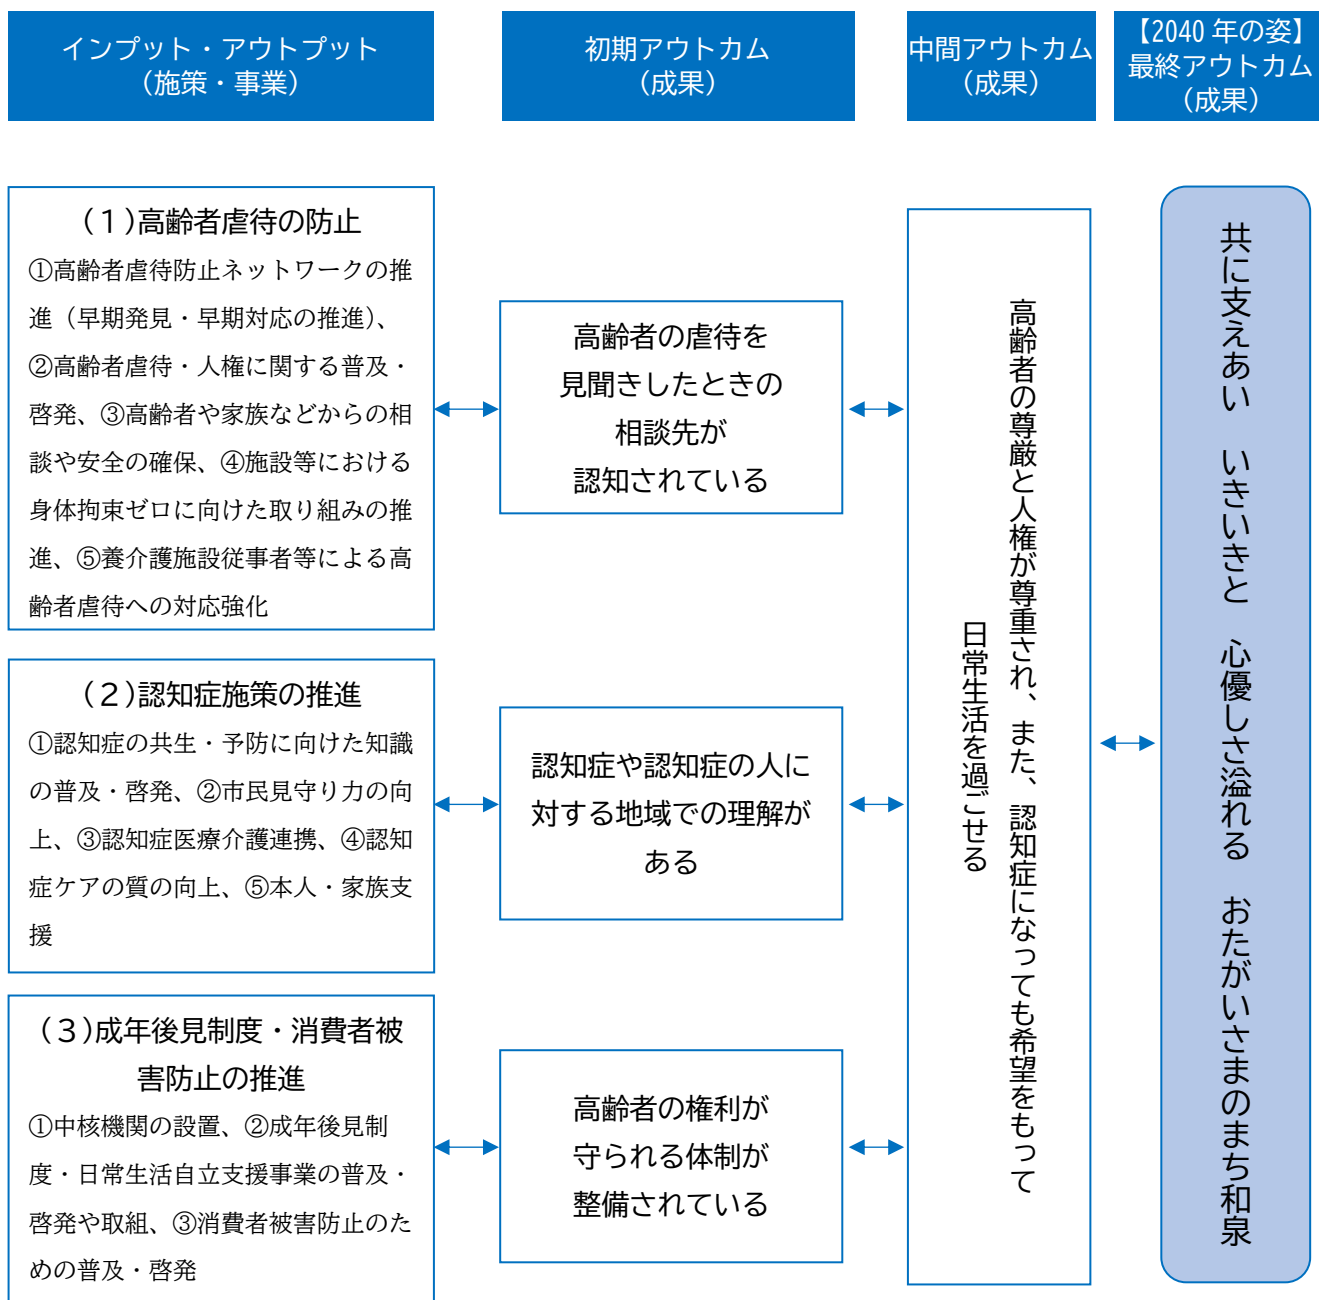 インプット・アウトプット
（施策・事業）
初期アウトカム
（成果）
中間アウトカム
（成果）
【2040 年の姿】
最終アウトカム
（成果）
（１）高齢者虐待の防止
①高齢者虐待防止ネットワークの推
進（早期発見・早期対応の推進）、
②高齢者虐待・人権に関する普及・
啓発、③高齢者や家族などからの相
談や安全の確保、④施設等における
身体拘束ゼロに向けた取り組みの推
進、⑤養介護施設従事者等による高
齢者虐待への対応強化
高齢者の虐待を
見聞きしたときの
相談先が
認知されている
（２）認知症施策の推進
①認知症の共生・予防に向けた知識
の普及・啓発、②市民見守り力の向
上、③認知症医療介護連携、④認知
症ケアの質の向上、⑤本人・家族支
援
認知症や認知症の人に
対する地域での理解が
ある
（３）成年後見制度・消費者被
害防止の推進
①中核機関の設置、②成年後見制
度・日常生活自立支援事業の普及・
啓発や取組、③消費者被害防止のた
めの普及・啓発
高齢者の権利が
守られる体制が
整備されている
高齢者の尊厳と人権が尊重され、また、認知症になっても希望をもって
日常生活を過ごせる
共に支えあい　いきいきと　心優しさ溢れる　おたがいさまのまち和泉